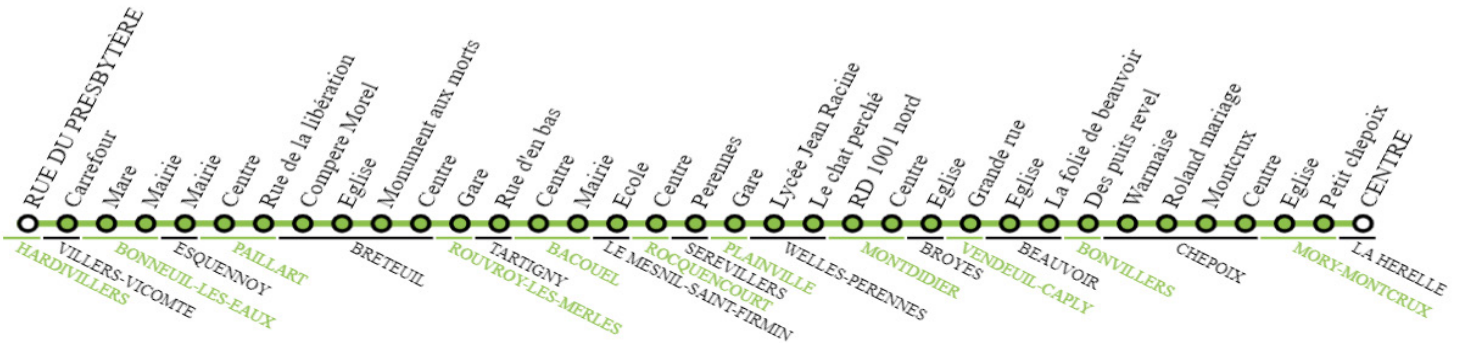 RUE DU PRESBYTÈRE
Carrefour
Mare
Mairie
Mairie
Centre
Rue de la libération
Compere Morel
Eglise
Monument aux morts
Centre
Gare
Rue d'en bas
Centre
Mairie
Ecole
Centre
Perennes
Gare
Lycée Jean Racine
Le chat perché
RD 1001 nord
Centre
Eglise
Grande rue
Eglise
La folie de beauvoir
Des puits revel
Warmaise
Roland mariage
Montcrux
Centre
Eglise
Petit chepoix
CENTRE
HARDIVILLERS
VILLERS-VICOMTE
BONNEUIL-LES-EAUX
ESQUENNOY
PAILLART
BRETEUIL
ROUVROY-LES-MERLES
TARTIGNY
BACOUEL
LE MESNIL-SAINT-FIRMIN
ROCQUENCOURT
SEREVILLERS
PLAINVILLE
WELLES-PERENNES
MONTDIDIER
BROYES
VENDEUIL-CAPLY
BEAUVOIR
BONVILLERS
CHEPOIX
MORY-MONTCRUX
LA HERELLE